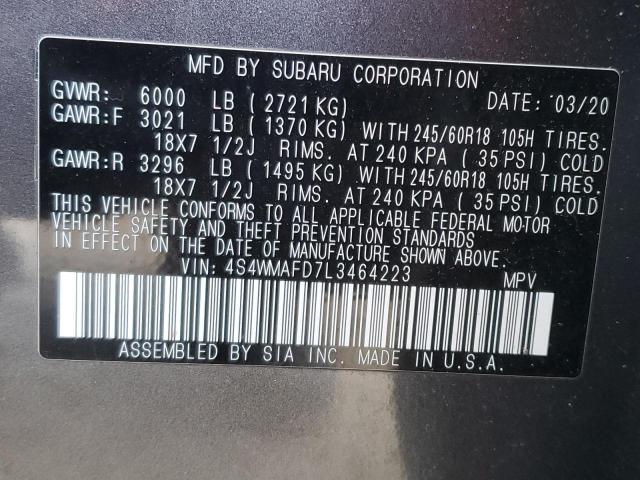 MFD BY SUBARU CORPORATION
GVWR: 6000 LB ( 2721 KG) DATE: 03/20
GAWR:F 3021 LB ( 1370 KG) WITH 245/60R18 105H TIRES.
18X7 1/2J RIMS. AT 240 KPA ( 35 PSI) COLD
GAWR:R 3296 LB ( 1495 KG) WITH 245/60R18 105H TIRES.
18X7 1/2J RIMS. AT 240 KPA ( 35 PSI) COLD
THIS VEHICLE CONFORMS TO ALL APPLICABLE FEDERAL MOTOR
VEHICLE SAFETY AND THEFT PREVENTION STANDARDS
IN EFFECT ON THE DATE OF MANUFACTURE SHOWN ABOVE.
VIN: 4S4WMAFD7L3464223 MPV
ASSEMBLED BY SIA INC. MADE IN U.S.A.